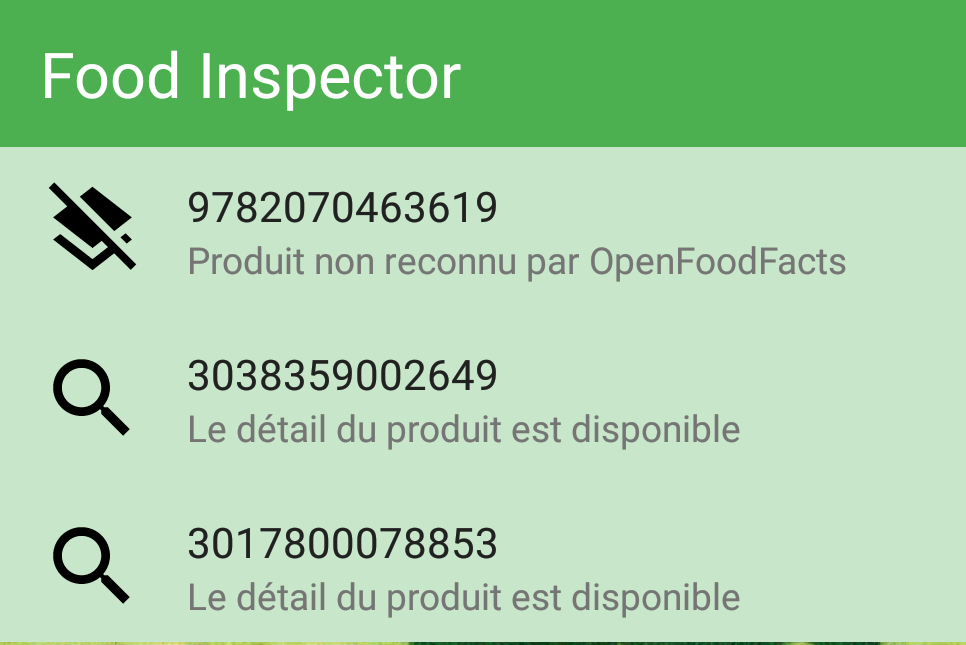 Food Inspector
9782070463619
Produit non reconnu par OpenFoodFacts
3038359002649
Le détail du produit est disponible
3017800078853
Le détail du produit est disponible